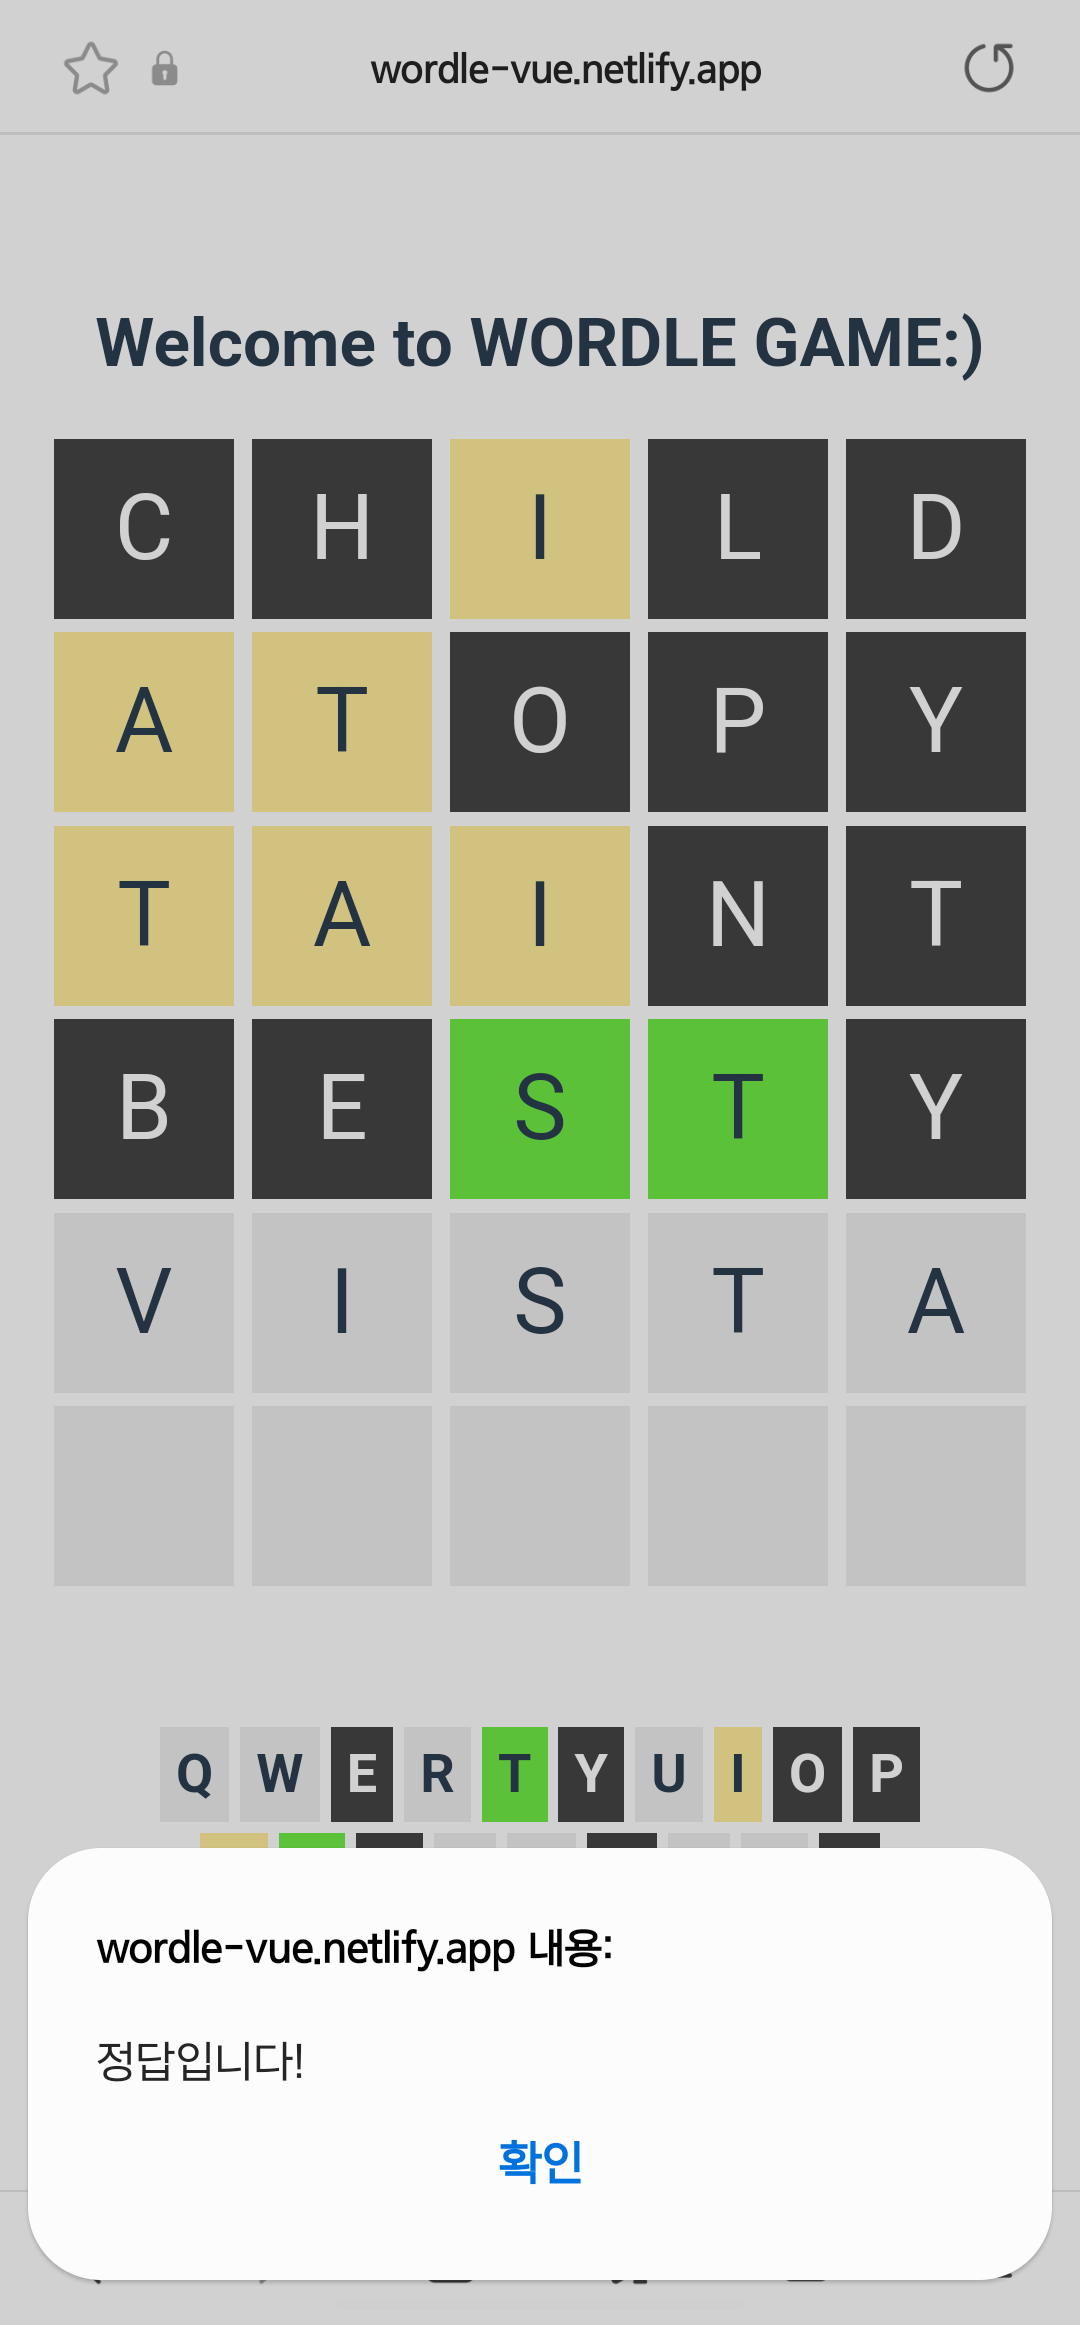 wordle-vue.netlify.app
Welcome to WORDLE GAME:)
C H I L D
A T O P Y
T A I N T
B E S T Y
V I S T A
Q W E R T Y U I O P
wordle-vue.netlify.app 내용:
정답입니다!
확인